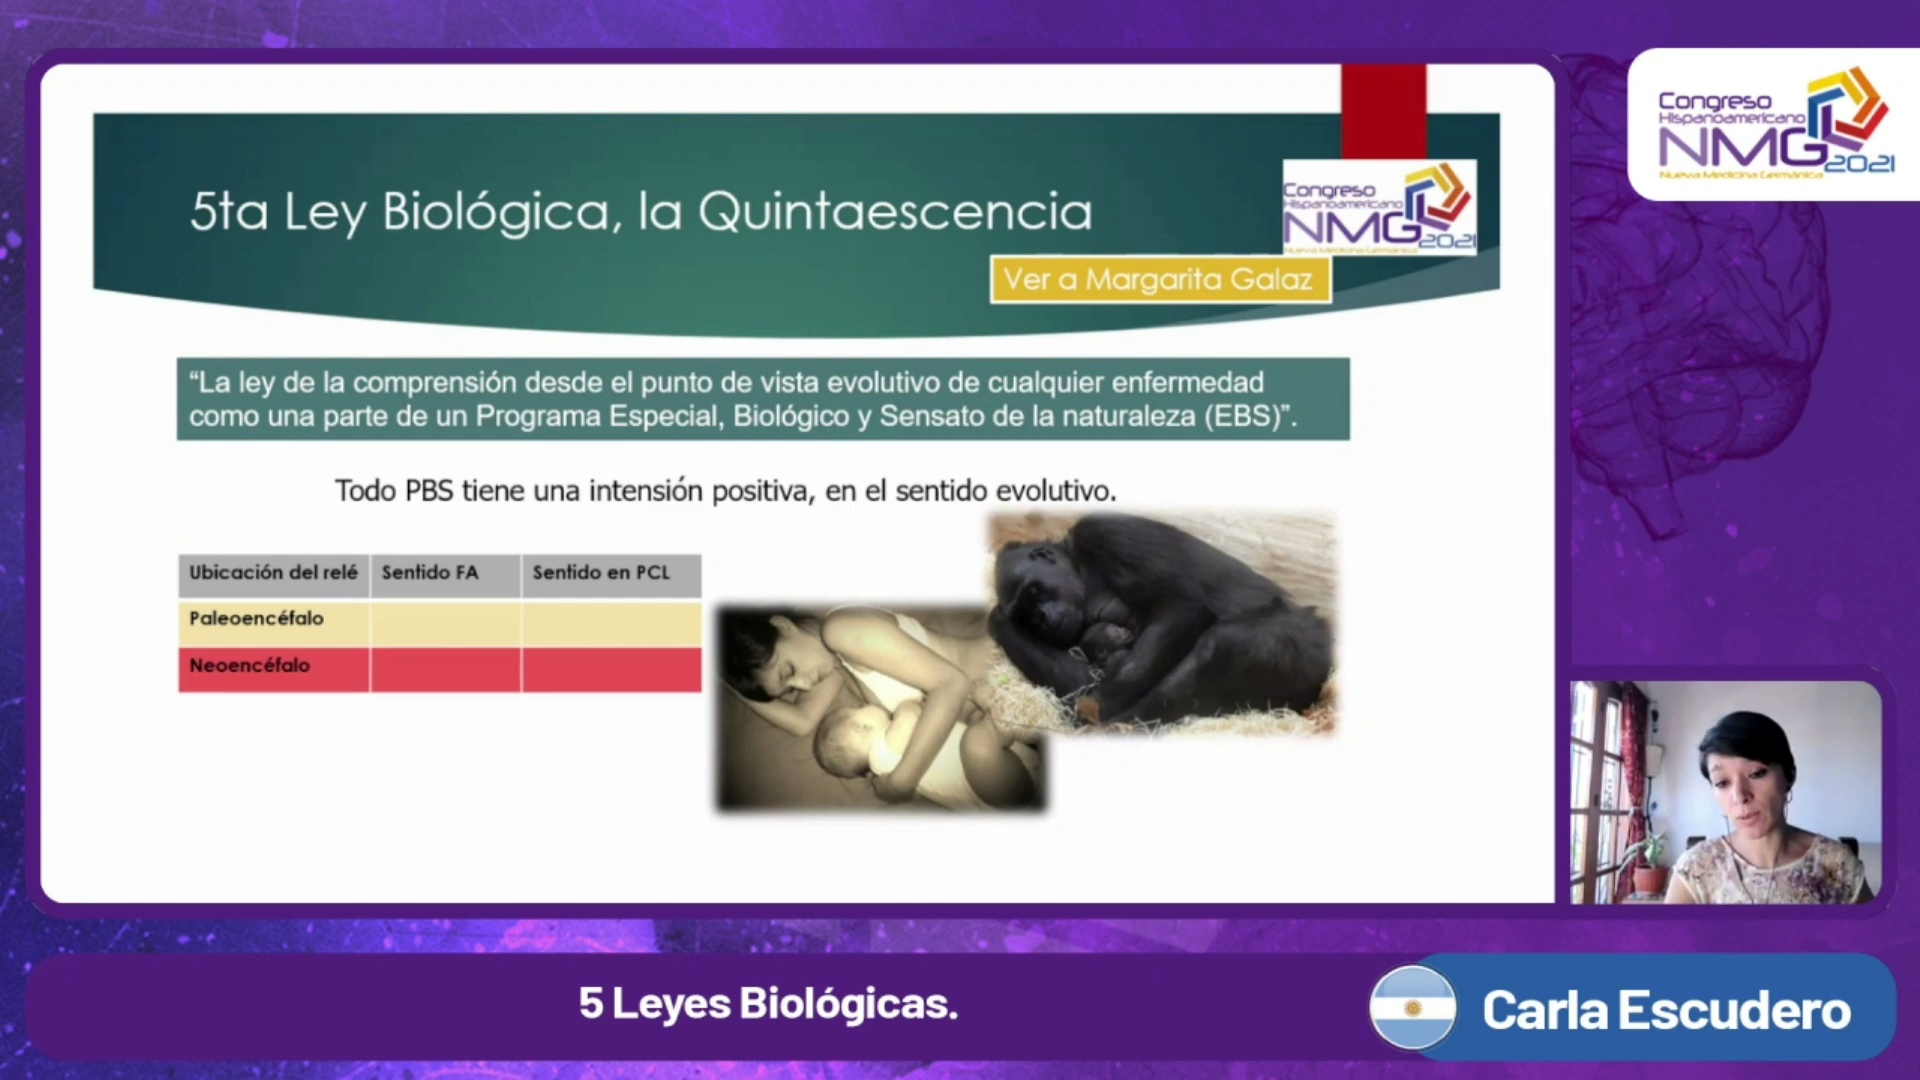 Congreso
Hispanoamericano
NMG 2021
Nueva Medicina Germánica
5ta Ley Biológica, la Quintaescencia
Congreso
Hispanoamericano
NMG 2021
Nueva Medicina Germánica
Ver a Margarita Galaz
“La ley de la comprensión desde el punto de vista evolutivo de cualquier enfermedad
como una parte de un Programa Especial, Biológico y Sensato de la naturaleza (EBS)”.
Todo PBS tiene una intensión positiva, en el sentido evolutivo.
Ubicación del relé Sentido FA Sentido en PCL
Paleoencéfalo
Neoencéfalo
5 Leyes Biológicas.
Carla Escudero